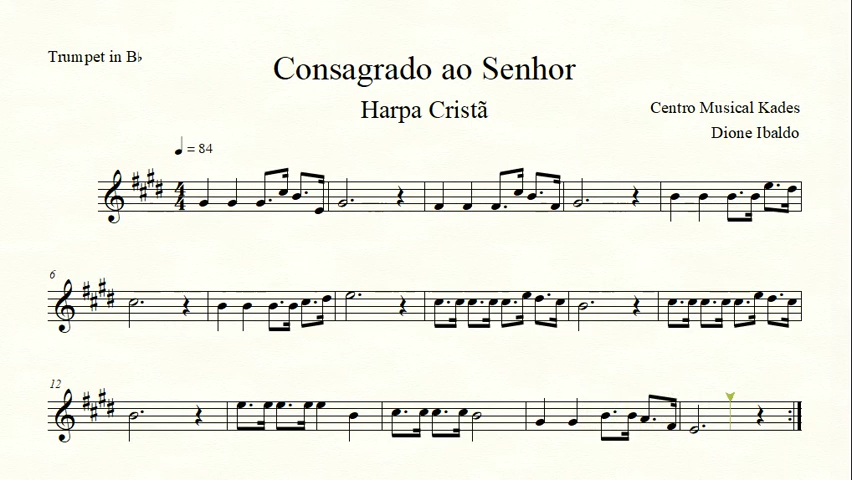 Trumpet in B♭
Consagrado ao Senhor
Harpa Cristã
Centro Musical Kades
Dione Ibaldo
♩ = 84
4
4
6
12